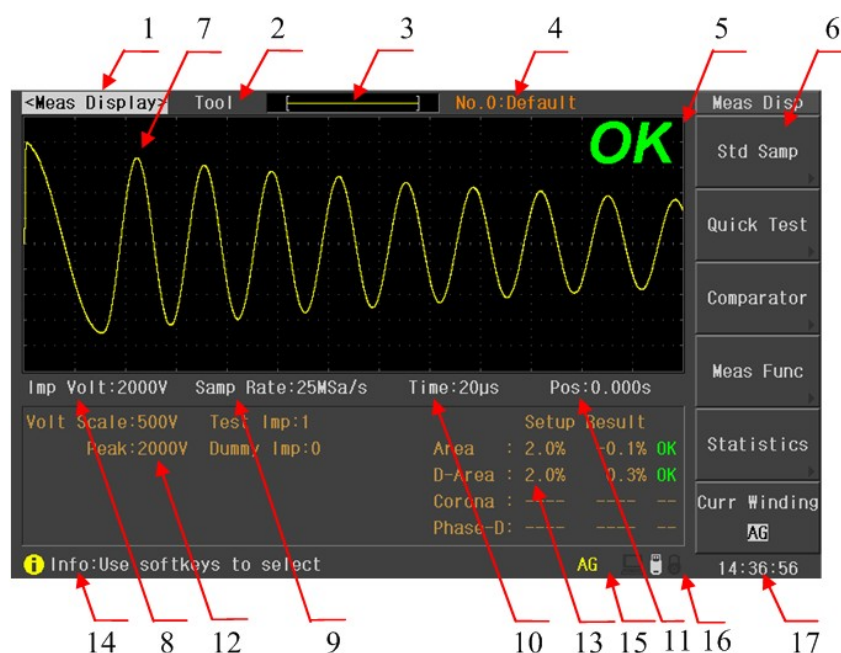 1 7 2 3 4 5 6
<Meas Display> Tool [ ] No.0:Default Meas Disp
OK
Std Samp
Quick Test
Comparator
Meas Func
Imp Volt:2000V Samp Rate:25MSa/s Time:20µs Pos:0.000s
Volt Scale:500V Test Imp:1 Setup Result
Peak:2000V Dummy Imp:0 Area : 2.0% -0.1% OK
Statistics
D-Area : 2.0% 0.3% OK
Corona : ---- ---- --
Curr Winding
Phase-D: ---- ---- --
AG
Info:Use softkeys to select AG 14:36:56
14 8 12 9 10 13 15 11 16 17